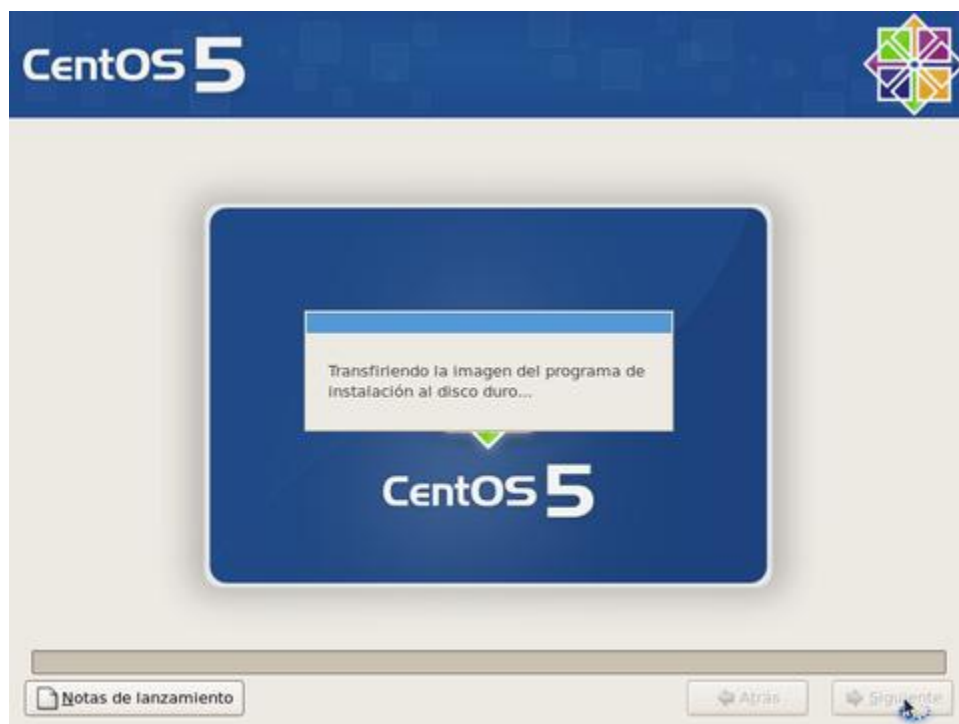 CentOS 5
Transfiriendo la imagen del programa de
instalación al disco duro...
CentOS 5
Notas de lanzamiento
Atrás
Siguiente